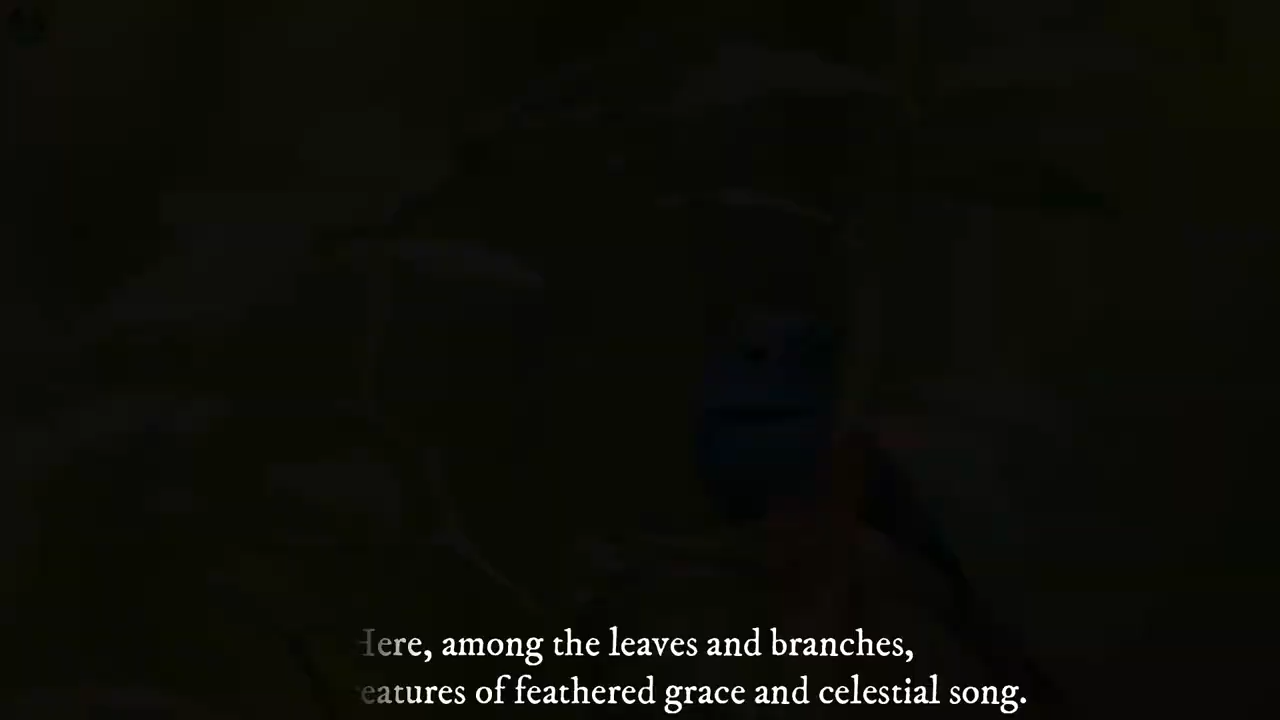 Here, among the leaves and branches,
eatures of feathered grace and celestial song.